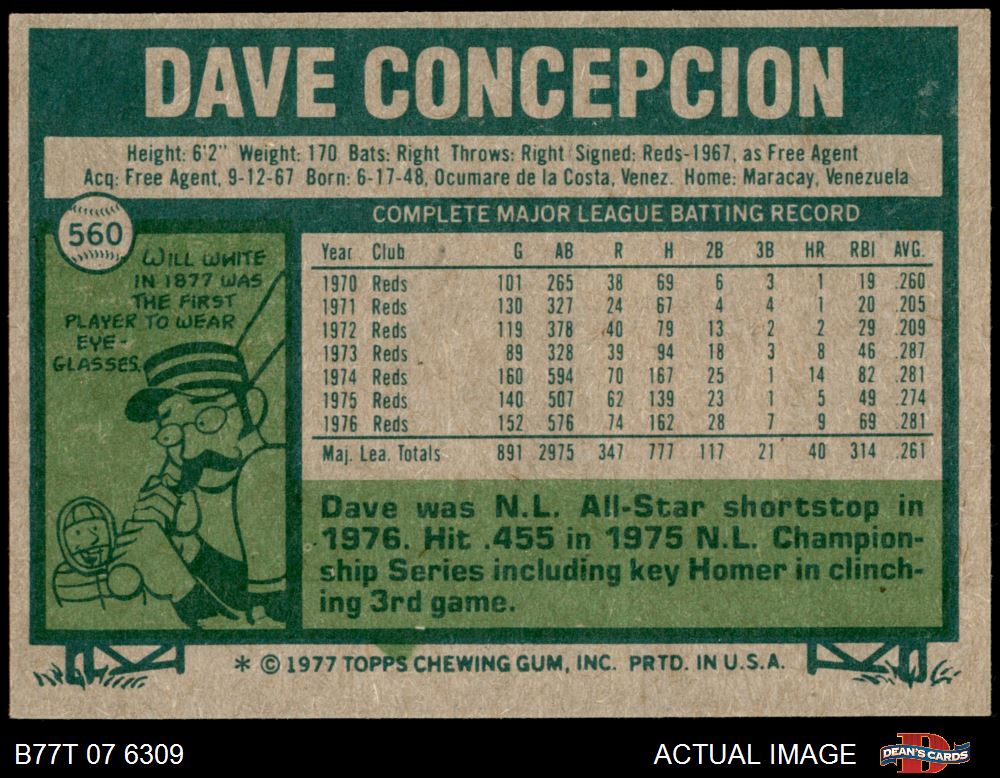 DAVE CONCEPCION
Height: 6'2" Weight: 170 Bats: Right Throws: Right Signed: Reds-1967, as Free Agent
Acq: Free Agent, 9-12-67 Born: 6-17-48, Ocumare de la Costa, Venez. Home: Maracay, Venezuela
560
WILL WHITE
IN 1877 WAS
THE FIRST
PLAYER TO WEAR
EYE-
GLASSES.
COMPLETE MAJOR LEAGUE BATTING RECORD
Year Club G AB R H 2B 3B HR RBI AVG.
1970 Reds 101 265 38 69 6 3 1 19 .260
1971 Reds 130 327 24 67 4 4 1 20 .205
1972 Reds 119 378 40 79 13 2 2 29 .209
1973 Reds 89 328 39 94 18 3 8 46 .287
1974 Reds 160 594 70 167 25 1 14 82 .281
1975 Reds 140 507 62 139 23 1 5 49 .274
1976 Reds 152 576 74 162 28 7 9 69 .281
Maj. Lea. Totals 891 2975 347 777 117 21 40 314 .261
Dave was N.L. All-Star shortstop in
1976. Hit .455 in 1975 N.L. Champion-
ship Series including key Homer in clinch-
ing 3rd game.
* © 1977 TOPPS CHEWING GUM, INC. PRTD. IN U.S.A.
B77T 07 6309
ACTUAL IMAGE
D
DEAN'S CARDS